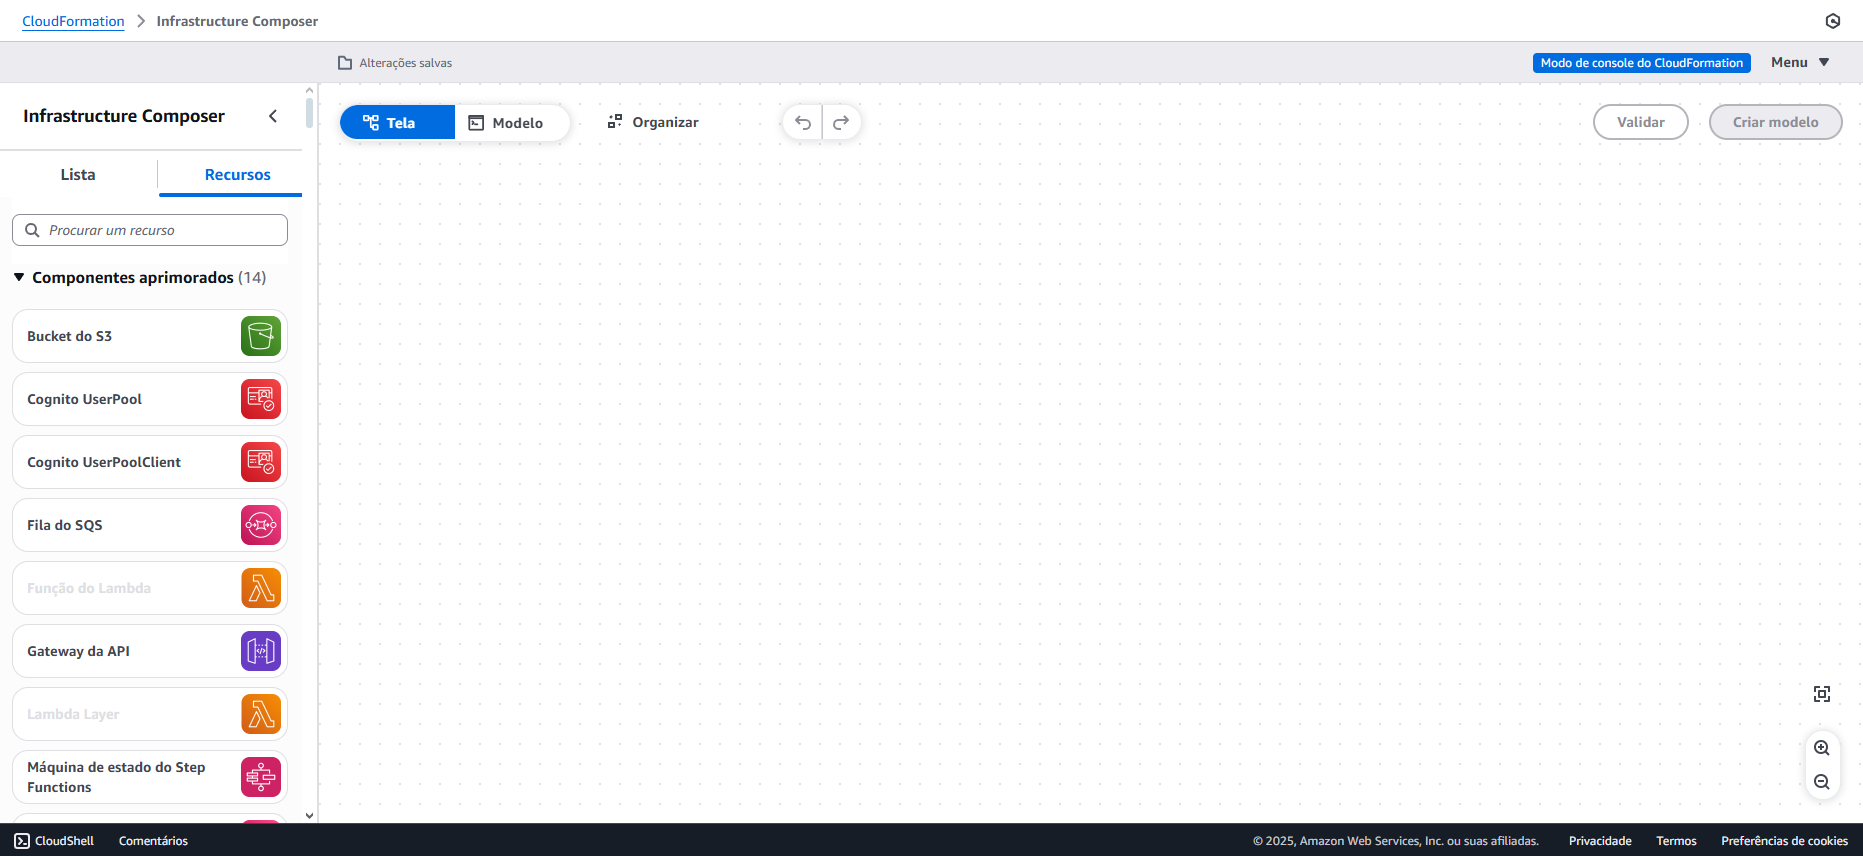 CloudFormation > Infrastructure Composer
Alterações salvas
Modo de console do CloudFormation
Menu
Infrastructure Composer
Tela
Modelo
Organizar
Validar
Criar modelo
Lista
Recursos
Procurar um recurso
Componentes aprimorados (14)
Bucket do S3
Cognito UserPool
Cognito UserPoolClient
Fila do SQS
Função do Lambda
Gateway da API
Lambda Layer
Máquina de estado do Step
Functions
CloudShell
Comentários
© 2025, Amazon Web Services, Inc. ou suas afiliadas.
Privacidade
Termos
Preferências de cookies